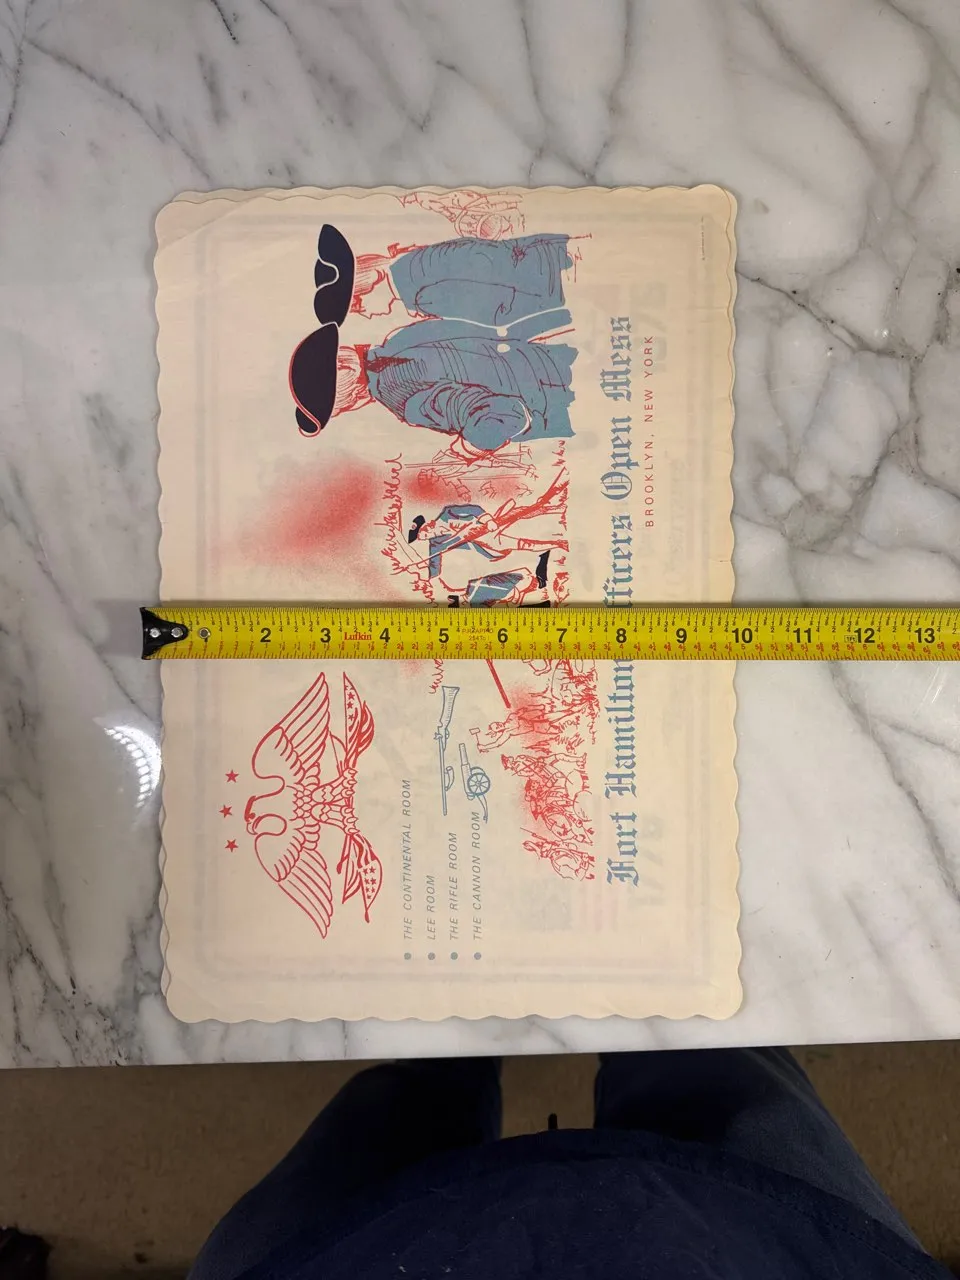 THE CONTINENTAL ROOM
LEE ROOM
THE RIFLE ROOM
THE CANNON ROOM
Fort Hamilton Officers Open Mess
BROOKLYN, NEW YORK
2 3 Lufkin 4 5 6 7 8 9 10 11 12 13